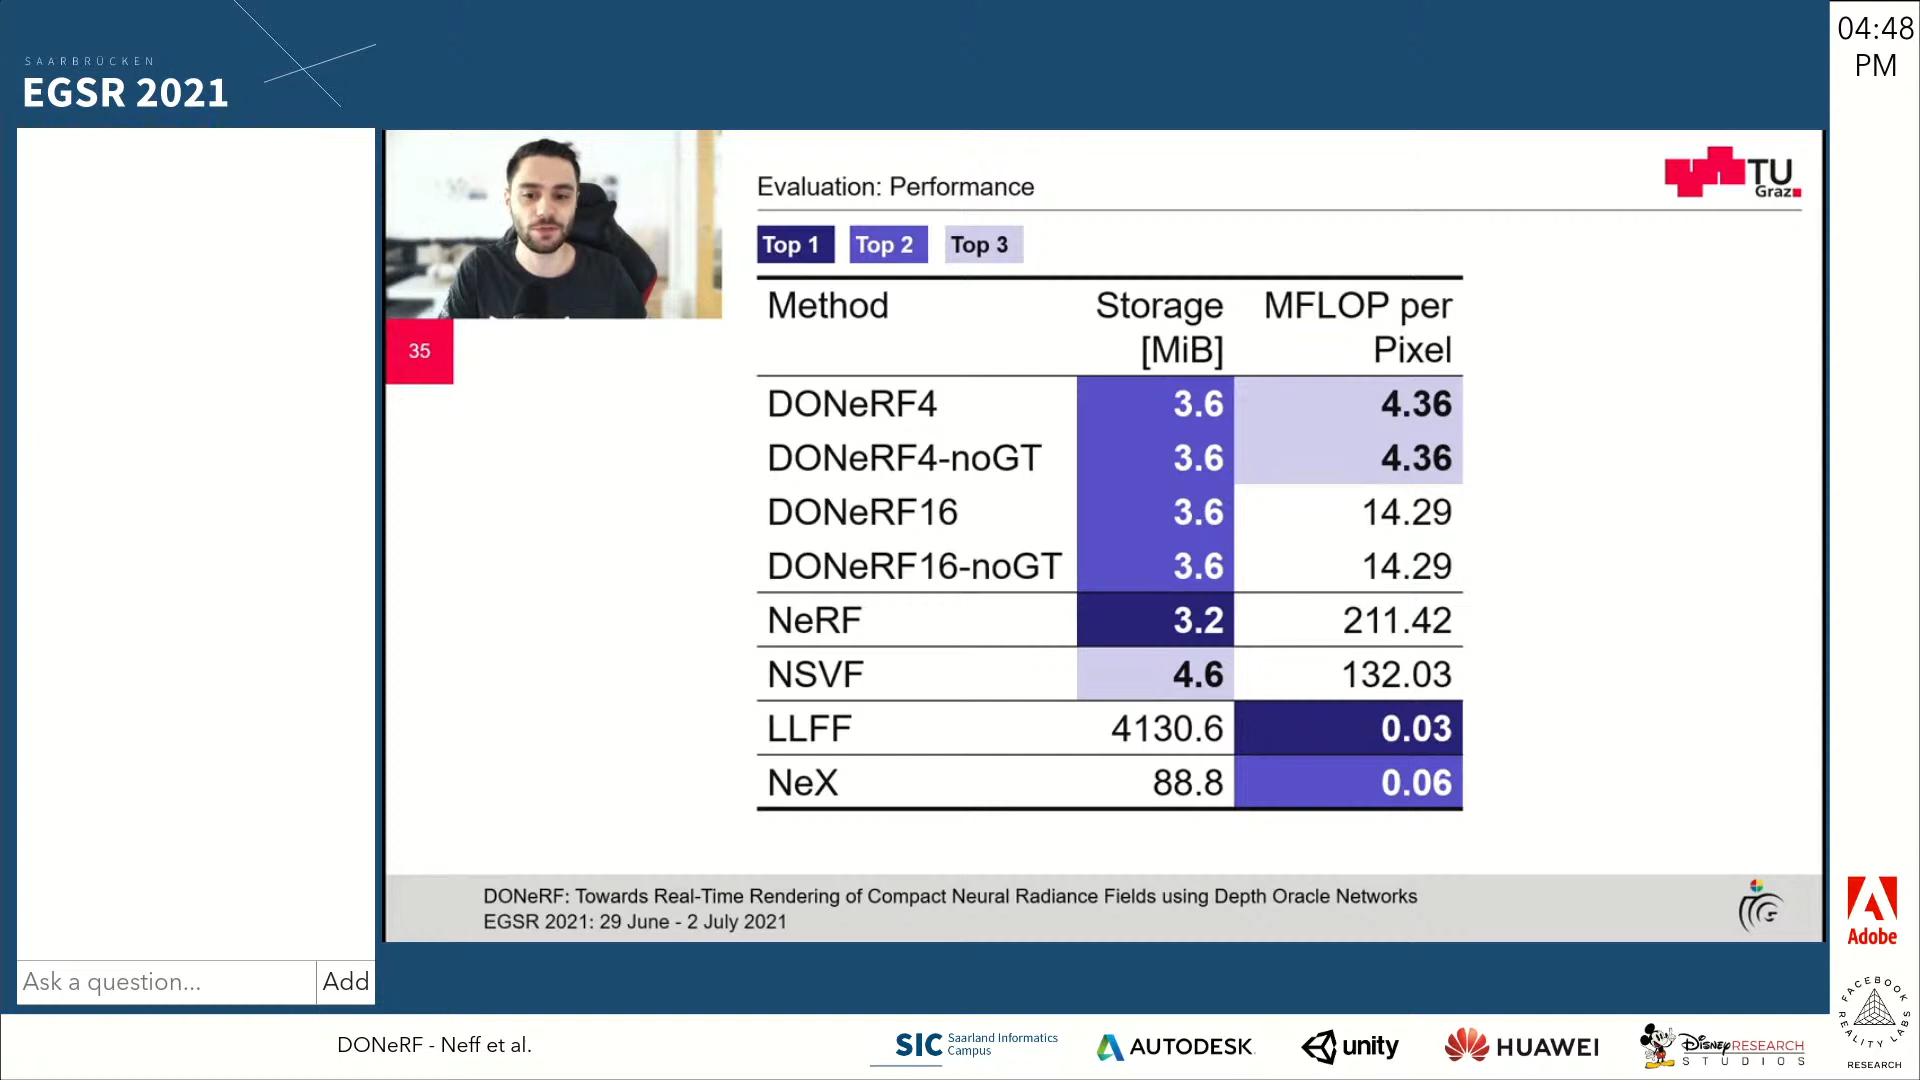 SAARBRÜCKEN
EGSR 2021
04:48
PM
Evaluation: Performance
TU
Graz
Top 1 Top 2 Top 3
Method Storage [MiB] MFLOP per Pixel
DONeRF4 3.6 4.36
DONeRF4-noGT 3.6 4.36
DONeRF16 3.6 14.29
DONeRF16-noGT 3.6 14.29
NeRF 3.2 211.42
NSVF 4.6 132.03
LLFF 4130.6 0.03
NeX 88.8 0.06
35
DONeRF: Towards Real-Time Rendering of Compact Neural Radiance Fields using Depth Oracle Networks
EGSR 2021: 29 June - 2 July 2021
Ask a question... Add
DONeRF - Neff et al.
SIC Saarland Informatics
Campus
AUTODESK
unity
HUAWEI
DISNEY RESEARCH
STUDIOS
Adobe
FACEBOOK
REALITY LABS
RESEARCH